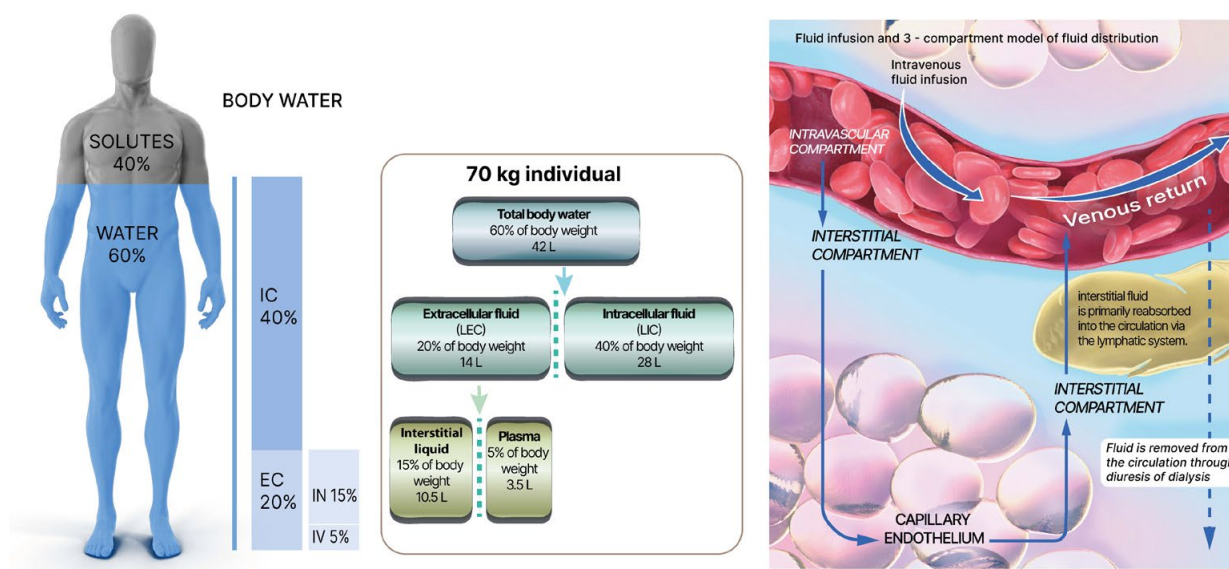 BODY WATER
SOLUTES
40%
WATER
60%
IC
40%
EC
20%
IN 15%
IV 5%
70 kg individual
Total body water
60% of body weight
42 L
Extracellular fluid
(LEC)
20% of body weight
14 L
Intracellular fluid
(LIC)
40% of body weight
28 L
Interstitial
liquid
15% of body
weight
10.5 L
Plasma
5% of body
weight
3.5 L
Fluid infusion and 3 - compartment model of fluid distribution
Intravenous
fluid infusion
INTRAVASCULAR
COMPARTMENT
Venous return
INTERSTITIAL
COMPARTMENT
interstitial fluid
is primarily reabsorbed
into the circulation via
the lymphatic system.
INTERSTITIAL
COMPARTMENT
Fluid is removed from
the circulation through
diuresis of dialysis
CAPILLARY
ENDOTHELIUM